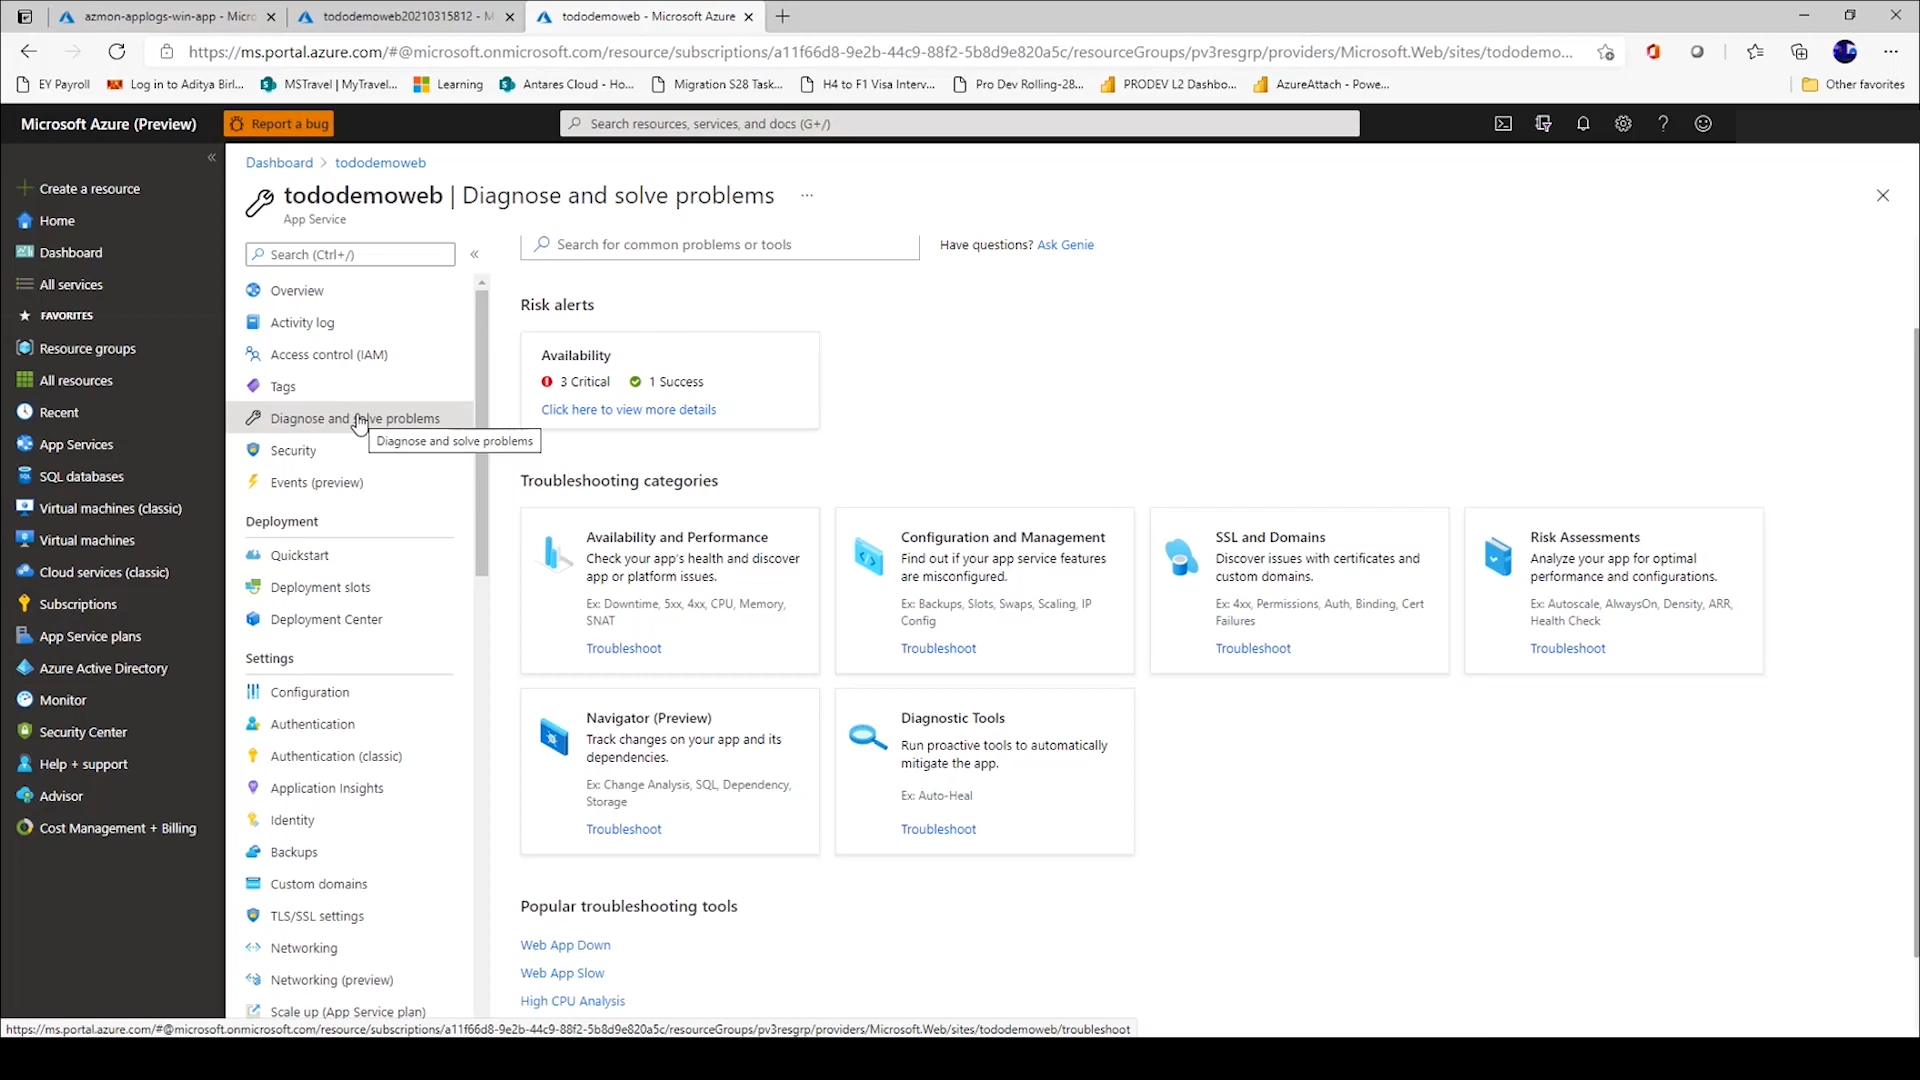 azmon-applogs-win-app - Micro
tododemoweb20210315812 - M
tododemoweb - Microsoft Azure
https://ms.portal.azure.com/#@microsoft.onmicrosoft.com/resource/subscriptions/a11f66d8-9e2b-44c9-88f2-5b8d9e820a5c/resourceGroups/pv3resgrp/providers/Microsoft.Web/sites/tododemo...
EY Payroll
Log in to Aditya Birl...
MSTravel | MyTravel...
Learning
Antares Cloud - Ho...
Migration S28 Task...
H4 to F1 Visa Interv...
Pro Dev Rolling-28...
PRODEV L2 Dashbo...
AzureAttach - Powe...
Other favorites
Microsoft Azure (Preview)
Report a bug
Search resources, services, and docs (G+/)
Create a resource
Home
Dashboard
All services
FAVORITES
Resource groups
All resources
Recent
App Services
SQL databases
Virtual machines (classic)
Virtual machines
Cloud services (classic)
Subscriptions
App Service plans
Azure Active Directory
Monitor
Security Center
Help + support
Advisor
Cost Management + Billing
Dashboard > tododemoweb
tododemoweb | Diagnose and solve problems ...
App Service
Search (Ctrl+/)
Overview
Activity log
Access control (IAM)
Tags
Diagnose and solve problems
Diagnose and solve problems
Security
Events (preview)
Deployment
Quickstart
Deployment slots
Deployment Center
Settings
Configuration
Authentication
Authentication (classic)
Application Insights
Identity
Backups
Custom domains
TLS/SSL settings
Networking
Networking (preview)
Scale up (App Service plan)
Search for common problems or tools
Have questions? Ask Genie
Risk alerts
Availability
3 Critical
1 Success
Click here to view more details
Troubleshooting categories
Availability and Performance
Check your app's health and discover
app or platform issues.
Ex: Downtime, 5xx, 4xx, CPU, Memory,
SNAT
Troubleshoot
Configuration and Management
Find out if your app service features
are misconfigured.
Ex: Backups, Slots, Swaps, Scaling, IP
Config
Troubleshoot
SSL and Domains
Discover issues with certificates and
custom domains.
Ex: 4xx, Permissions, Auth, Binding, Cert
Failures
Troubleshoot
Risk Assessments
Analyze your app for optimal
performance and configurations.
Ex: Autoscale, AlwaysOn, Density, ARR,
Health Check
Troubleshoot
Navigator (Preview)
Track changes on your app and its
dependencies.
Ex: Change Analysis, SQL, Dependency,
Storage
Troubleshoot
Diagnostic Tools
Run proactive tools to automatically
mitigate the app.
Ex: Auto-Heal
Troubleshoot
Popular troubleshooting tools
Web App Down
Web App Slow
High CPU Analysis
https://ms.portal.azure.com/#@microsoft.onmicrosoft.com/resource/subscriptions/a11f66d8-9e2b-44c9-88f2-5b8d9e820a5c/resourceGroups/pv3resgrp/providers/Microsoft.Web/sites/tododemoweb/troubleshoot